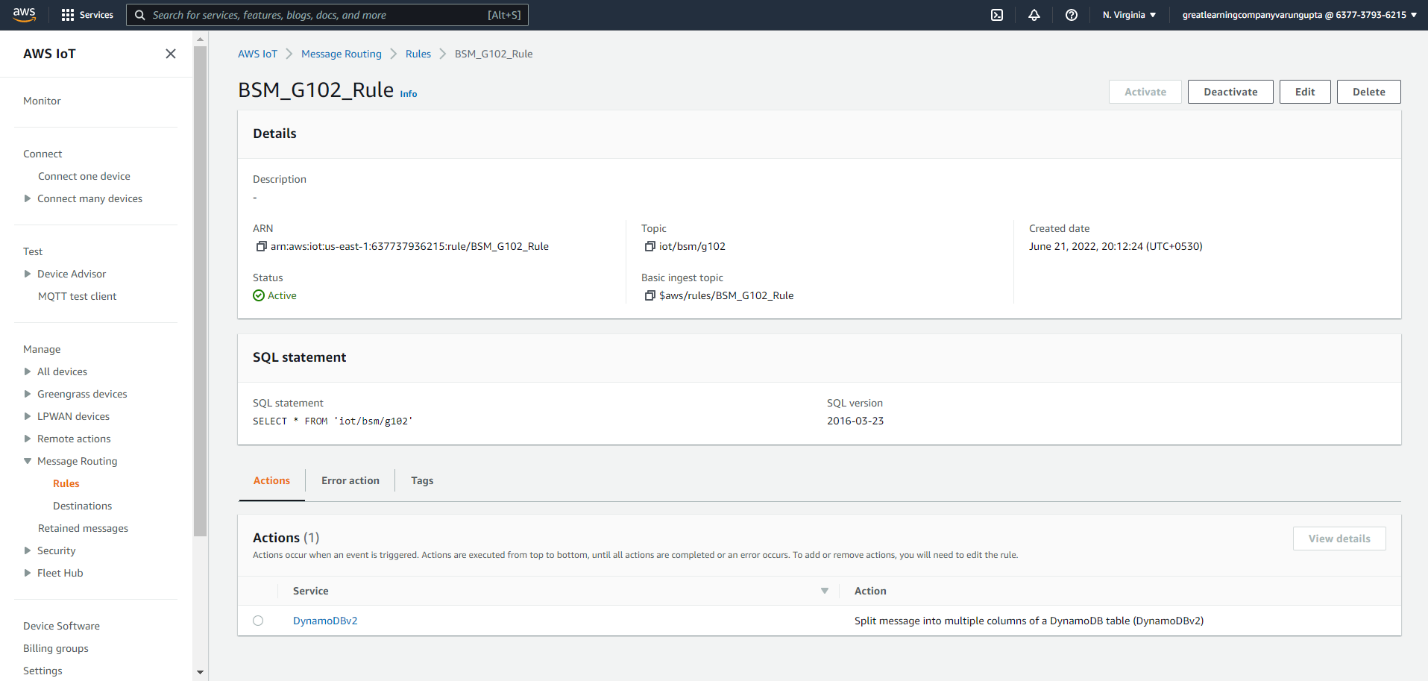 aws
Services
Search for services, features, blogs, docs, and more
[Alt+S]
N. Virginia
greatlearningcompanyvarungupta @ 6377-3793-6215
AWS IoT
Monitor
Connect
Connect one device
Connect many devices
Test
Device Advisor
MQTT test client
Manage
All devices
Greengrass devices
LPWAN devices
Remote actions
Message Routing
Rules
Destinations
Retained messages
Security
Fleet Hub
Device Software
Billing groups
Settings
AWS IoT > Message Routing > Rules > BSM_G102_Rule
BSM_G102_Rule Info
Activate
Deactivate
Edit
Delete
Details
Description
-
ARN
arn:aws:iot:us-east-1:637737936215:rule/BSM_G102_Rule
Status
Active
Topic
iot/bsm/g102
Basic ingest topic
$aws/rules/BSM_G102_Rule
Created date
June 21, 2022, 20:12:24 (UTC+0530)
SQL statement
SQL statement
SELECT * FROM 'iot/bsm/g102'
SQL version
2016-03-23
Actions
Error action
Tags
Actions (1)
Actions occur when an event is triggered. Actions are executed from top to bottom, until all actions are completed or an error occurs. To add or remove actions, you will need to edit the rule.
View details
Service
Action
DynamoDBv2
Split message into multiple columns of a DynamoDB table (DynamoDBv2)